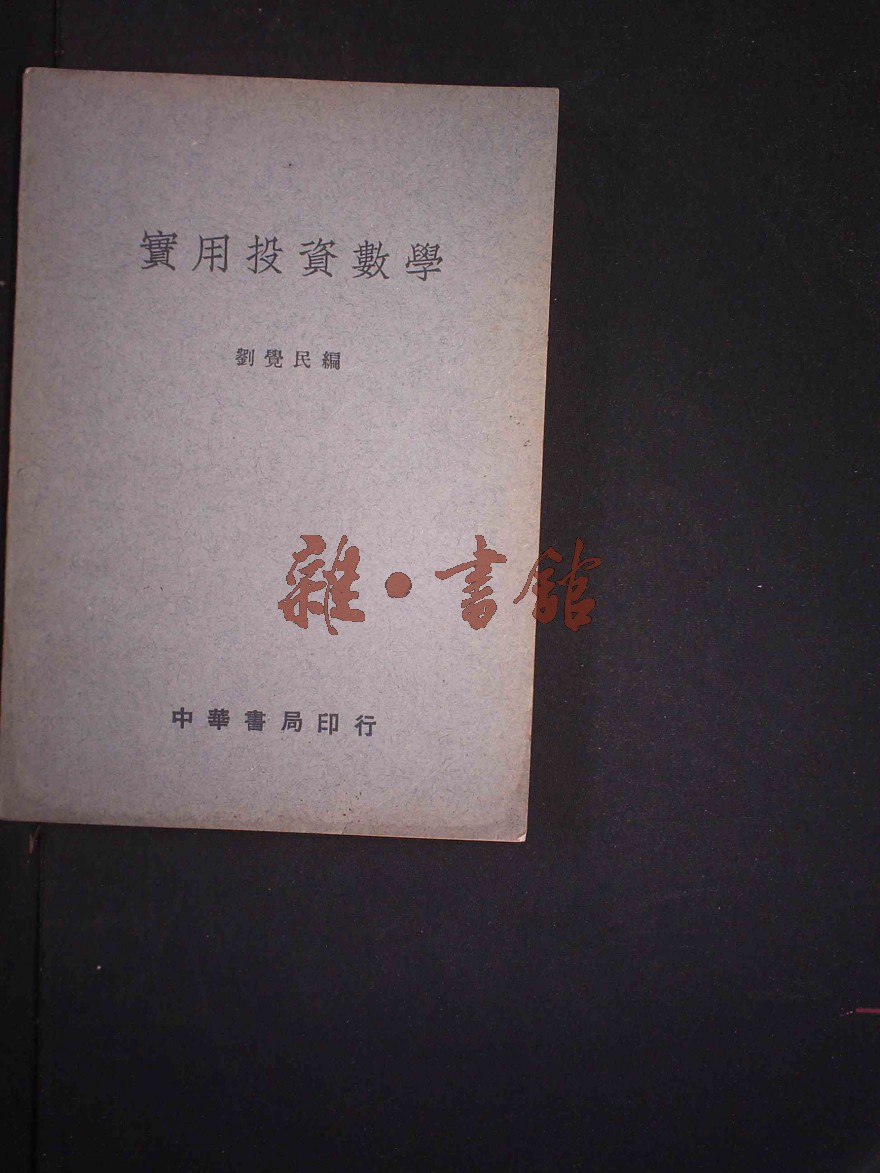 實用投資數學
劉覺民編
雜·書館
中華書局印行